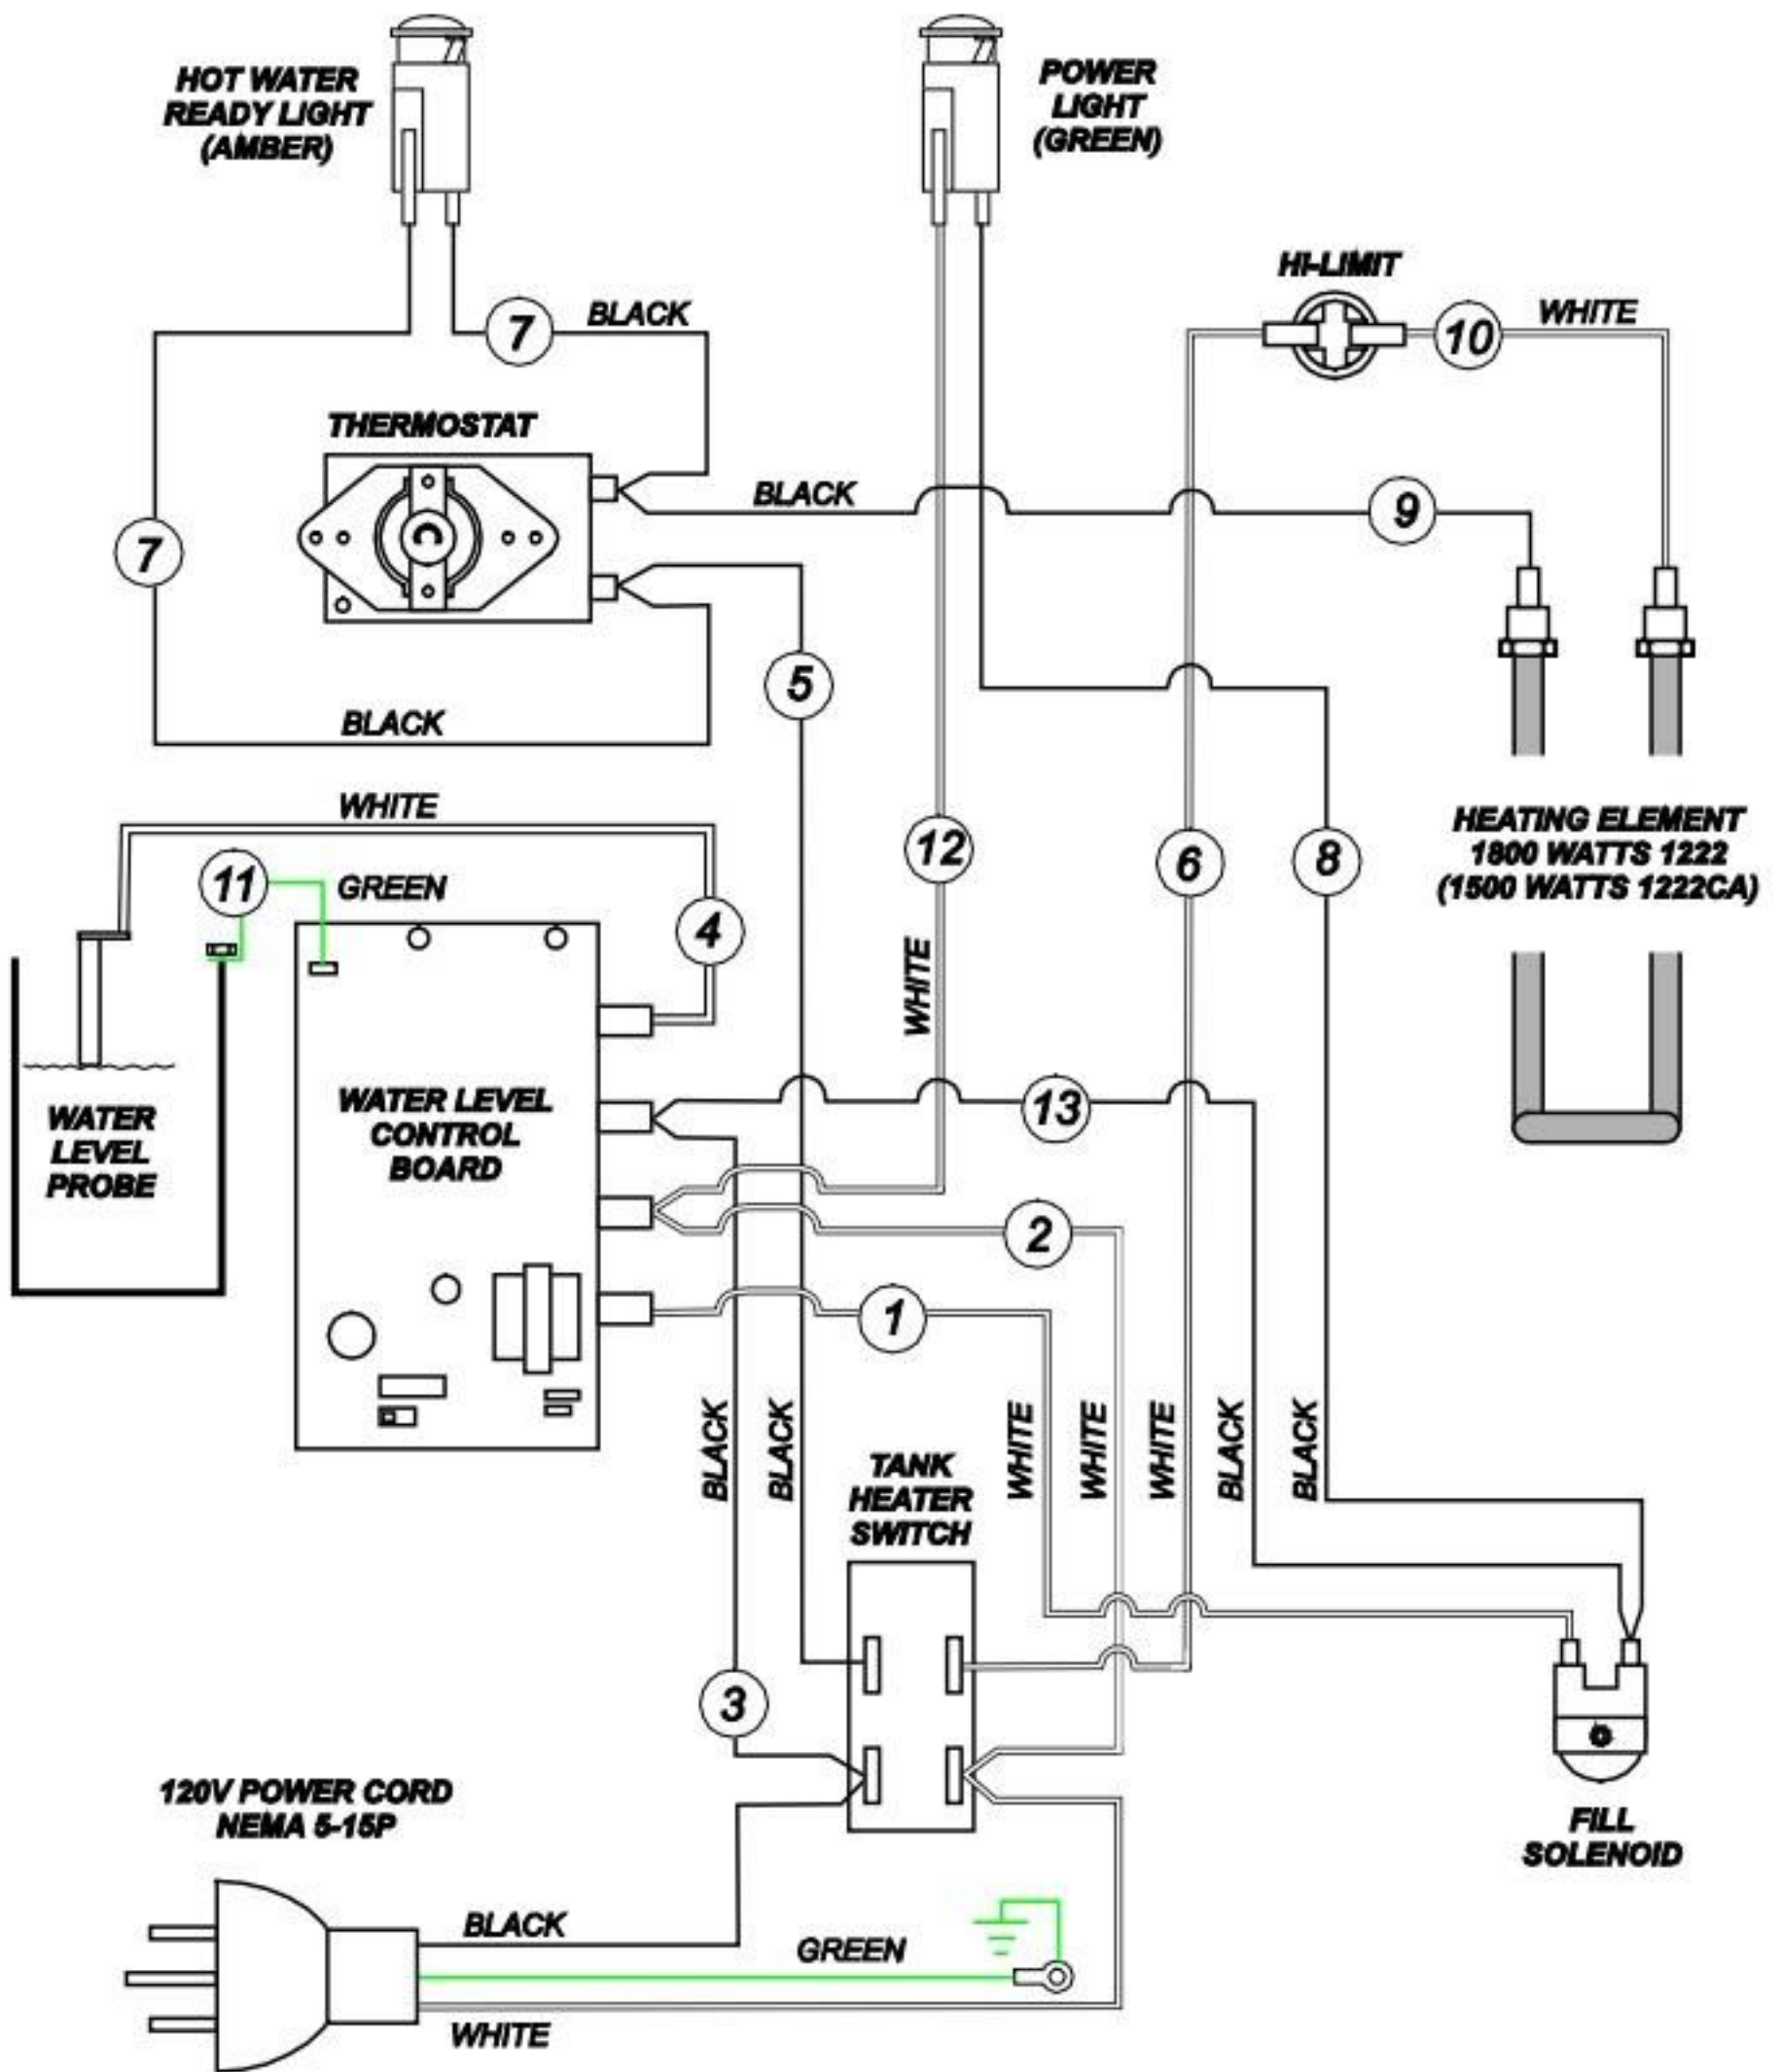 HOT WATER
READY LIGHT
(AMBER)
POWER
LIGHT
(GREEN)
HI-LIMIT
7
BLACK
10
WHITE
THERMOSTAT
BLACK
9
7
5
BLACK
WHITE
12
6
8
HEATING ELEMENT
1800 WATTS 1222
(1500 WATTS 1222CA)
11
GREEN
4
WHITE
WATER
LEVEL
PROBE
WATER LEVEL
CONTROL
BOARD
13
2
1
BLACK
BLACK
WHITE
WHITE
WHITE
BLACK
BLACK
TANK
HEATER
SWITCH
3
120V POWER CORD
NEMA 5-15P
FILL
SOLENOID
BLACK
GREEN
WHITE